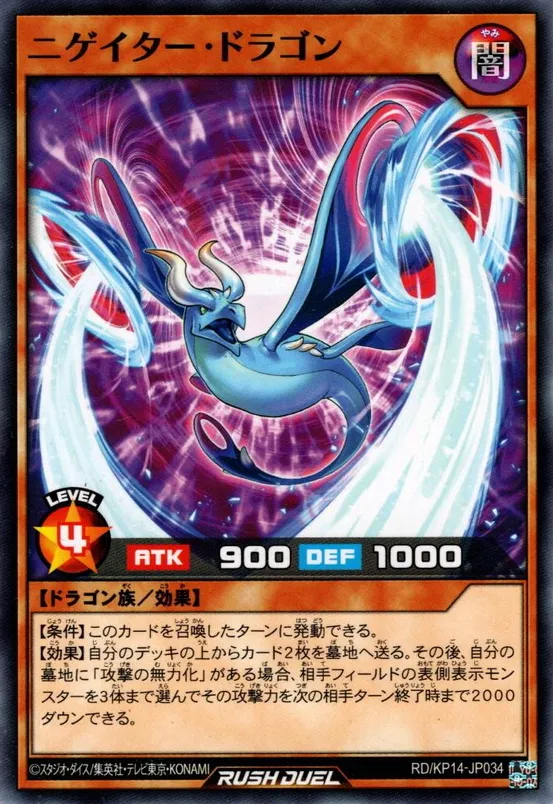 ニゲイター・ドラゴン
やみ
闇
LEVEL
4
ATK 900 DEF 1000
【ドラゴン族／効果】
【条件】このカードを召喚したターンに発動できる。
【効果】自分のデッキの上からカード2枚を墓地へ送る。その後、自分の
墓地に「攻撃の無力化」がある場合、相手フィールドの表側表示モン
スターを3体まで選んでその攻撃力を次の相手ターン終了時まで2000
ダウンできる。
©スタジオ・ダイス/集英社・テレビ東京・KONAMI
RUSH DUEL
RD/KP14-JP034